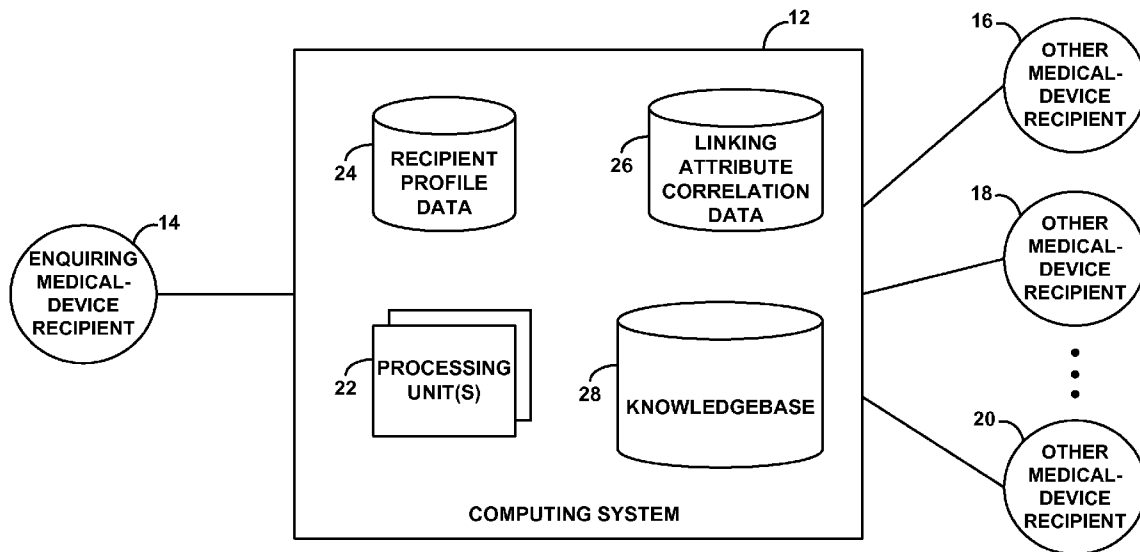 12
16
OTHER
MEDICAL-
DEVICE
RECIPIENT
24
RECIPIENT
PROFILE
DATA
26
LINKING
ATTRIBUTE
CORRELATION
DATA
14
ENQUIRING
MEDICAL-
DEVICE
RECIPIENT
18
OTHER
MEDICAL-
DEVICE
RECIPIENT
22
PROCESSING
UNIT(S)
28
KNOWLEDGEBASE
20
OTHER
MEDICAL-
DEVICE
RECIPIENT
COMPUTING SYSTEM